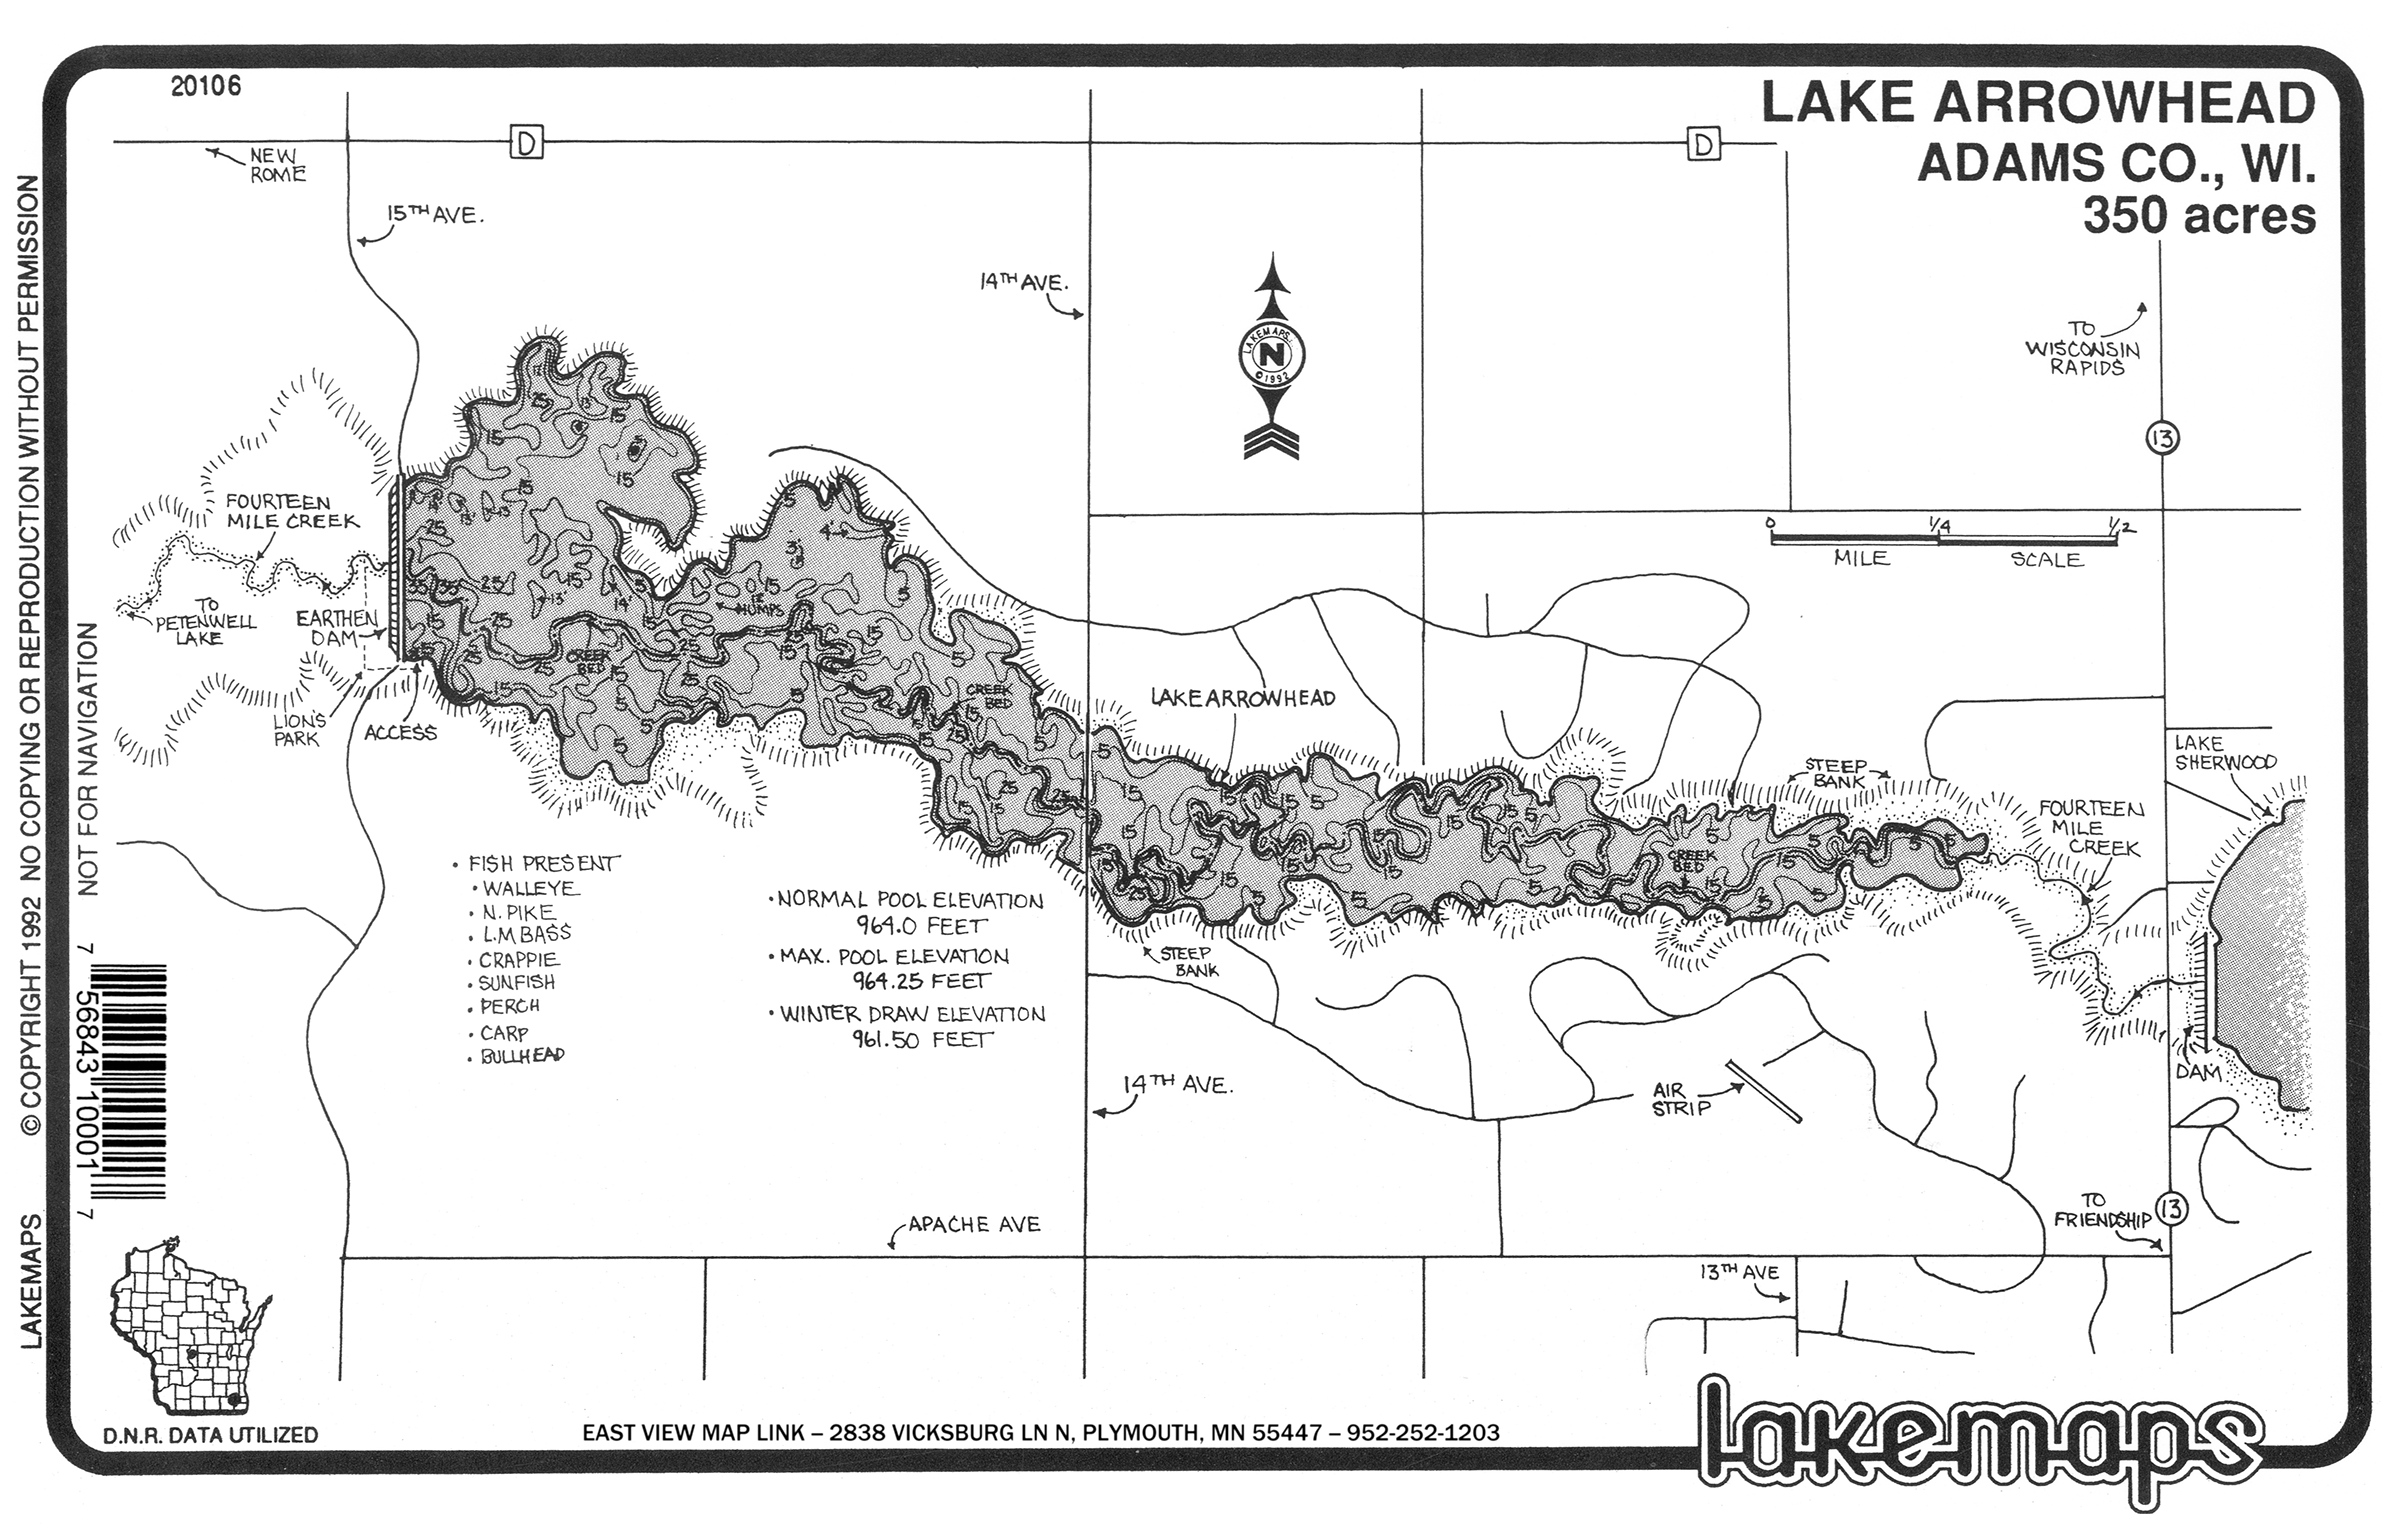 20106
LAKE ARROWHEAD
ADAMS CO., WI.
350 acres
D
D
NEW
ROME
15TH AVE.
14TH AVE.
LAKEMAPS
N
©1992
TO
WISCONSIN
RAPIDS
13
0 1/4 1/2
MILE SCALE
FOURTEEN
MILE CREEK
TO
PETENWELL
LAKE
EARTHEN
DAM
LION'S
PARK
ACCESS
HUMPS
CREEK
BED
CREEK
BED
LAKE ARROWHEAD
STEEP
BANK
LAKE
SHERWOOD
FOURTEEN
MILE
CREEK
CREEK
BED
STEEP
BANK
DAM
• FISH PRESENT
• WALLEYE
• N. PIKE
• L.M BASS
• CRAPPIE
• SUNFISH
• PERCH
• CARP
• BULLHEAD
• NORMAL POOL ELEVATION
964.0 FEET
• MAX. POOL ELEVATION
964.25 FEET
• WINTER DRAW ELEVATION
961.50 FEET
14TH AVE.
AIR
STRIP
APACHE AVE
TO
FRIENDSHIP
13
13TH AVE
LAKEMAPS © COPYRIGHT 1992 NO COPYING OR REPRODUCTION WITHOUT PERMISSION
NOT FOR NAVIGATION
7 56843 10001 7
D.N.R. DATA UTILIZED
EAST VIEW MAP LINK – 2838 VICKSBURG LN N, PLYMOUTH, MN 55447 – 952-252-1203
lakemaps